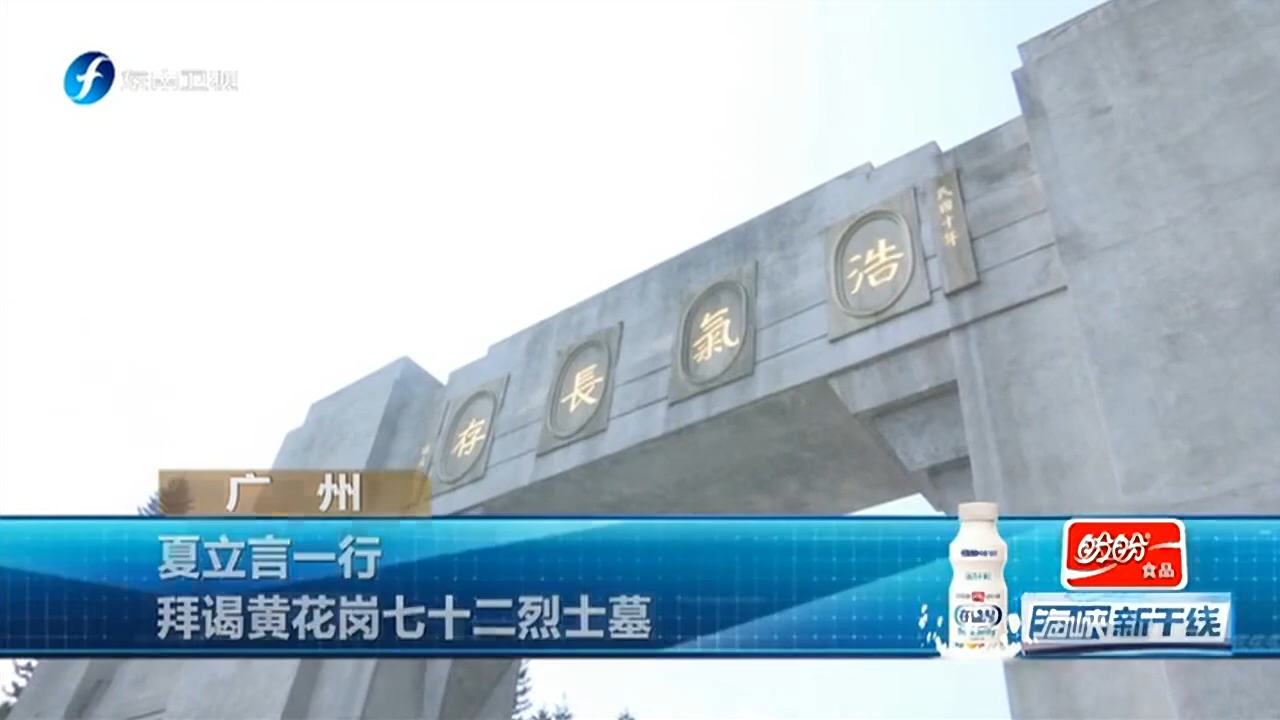 东南卫视
浩氣長存
广州
夏立言一行
拜谒黄花岗七十二烈士墓
盼盼
食品
海峡新干线